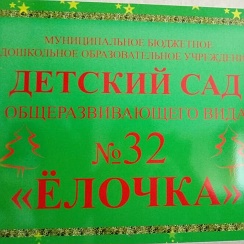 МУНИЦИПАЛЬНОЕ БЮДЖЕТНОЕ
ДОШКОЛЬНОЕ ОБРАЗОВАТЕЛЬНОЕ УЧРЕЖДЕНИЕ
ДЕТСКИЙ САД
ОБЩЕРАЗВИВАЮЩЕГО ВИДА
№32
«ЁЛОЧКА»